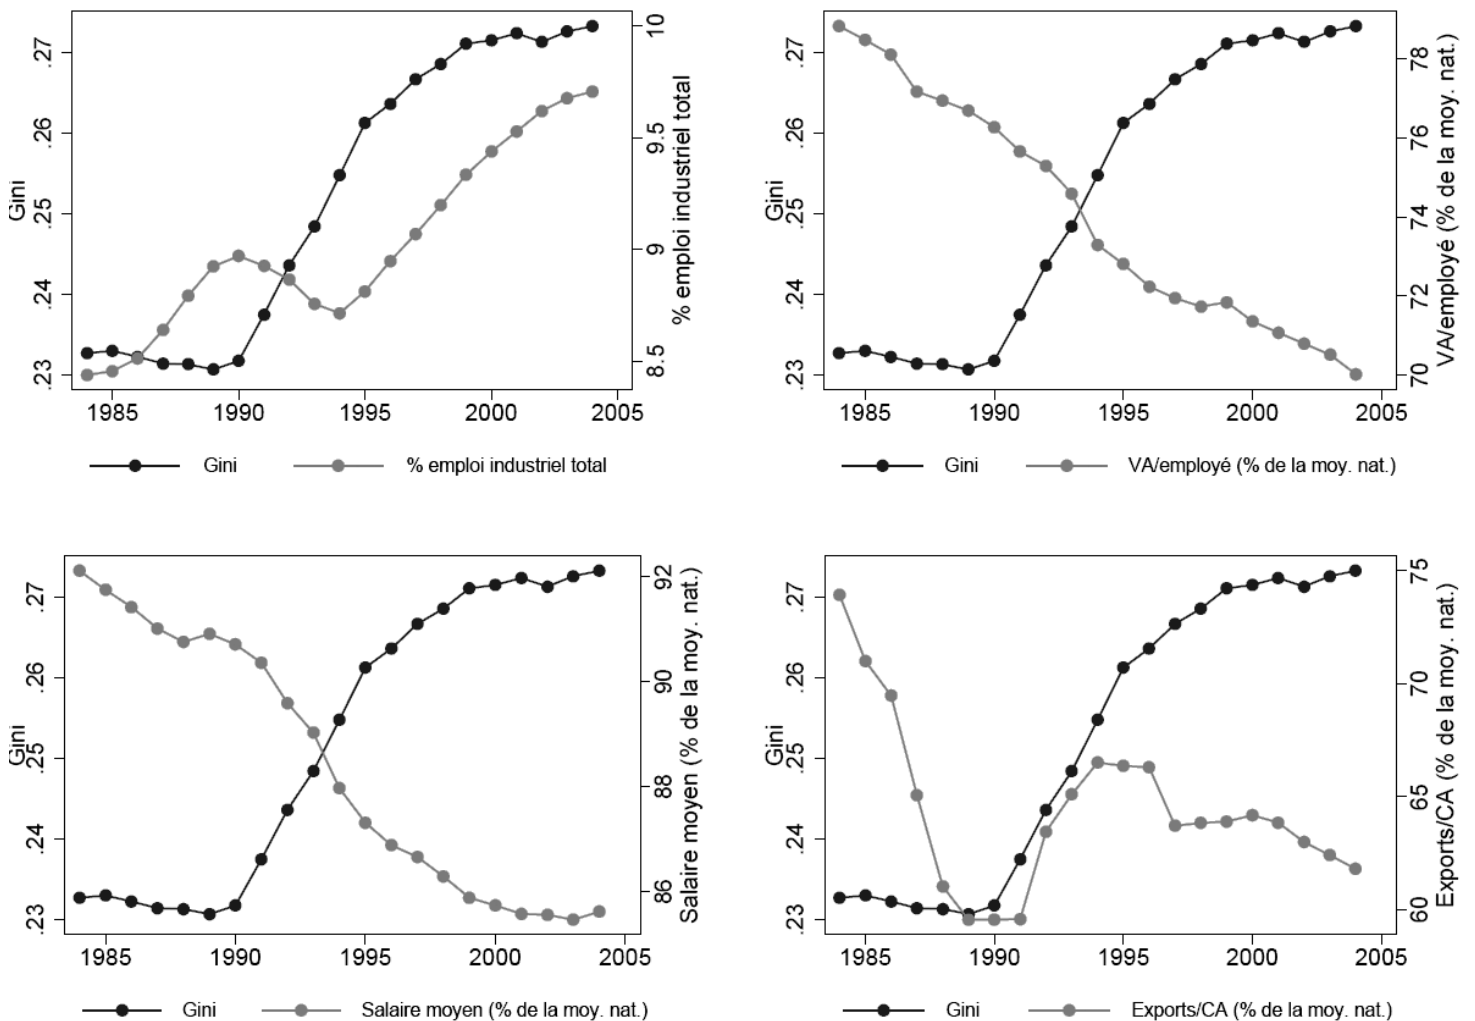 Gini
.23 .24 .25 .26 .27
8.5 9 9.5 10
% emploi industriel total
1985 1990 1995 2000 2005
Gini % emploi industriel total
Gini
.23 .24 .25 .26 .27
70 72 74 76 78
VA/employé (% de la moy. nat.)
1985 1990 1995 2000 2005
Gini VA/employé (% de la moy. nat.)
Gini
.23 .24 .25 .26 .27
86 88 90 92
Salaire moyen (% de la moy. nat.)
1985 1990 1995 2000 2005
Gini Salaire moyen (% de la moy. nat.)
Gini
.23 .24 .25 .26 .27
60 65 70 75
Exports/CA (% de la moy. nat.)
1985 1990 1995 2000 2005
Gini Exports/CA (% de la moy. nat.)